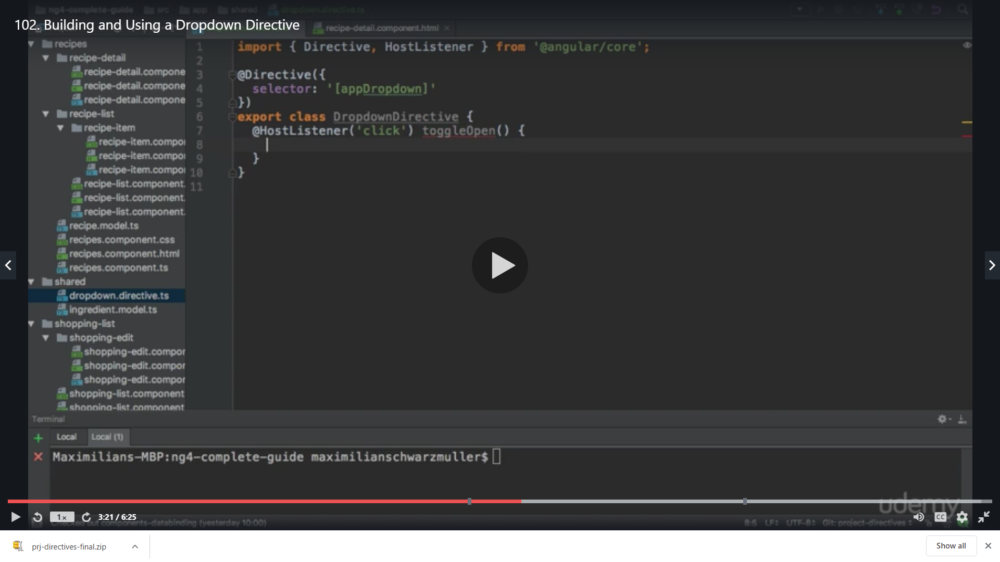 ng4-complete-guide src app shared dropdown.directive.ts
102. Building and Using a Dropdown Directive
recipe-detail.component.html
recipes
recipe-detail
recipe-detail.compone
recipe-detail.compone
recipe-detail.compone
recipe-list
recipe-item
recipe-item.compo
recipe-item.compo
recipe-item.compo
recipe-list.component.
recipe-list.component.
recipe-list.component.
recipe.model.ts
recipes.component.css
recipes.component.html
recipes.component.ts
shared
dropdown.directive.ts
ingredient.model.ts
shopping-list
shopping-edit
shopping-edit.compor
shopping-edit.compor
shopping-edit.compor
shopping-list.component
shopping-list.component
1 import { Directive, HostListener } from '@angular/core';
2
3 @Directive({
4 selector: '[appDropdown]'
5 })
6 export class DropdownDirective {
7 @HostListener('click') toggleOpen() {
8
9 }
10 }
11
Terminal
Local Local (1)
Maximilians-MBP:ng4-complete-guide maximilianschwarzmuller$
udemy
1x 3:21 / 6:25 CC
Checked out components-databinding (yesterday 10:00) 8:5 LF UTF-8 Git: project-directives
prj-directives-final.zip Show all